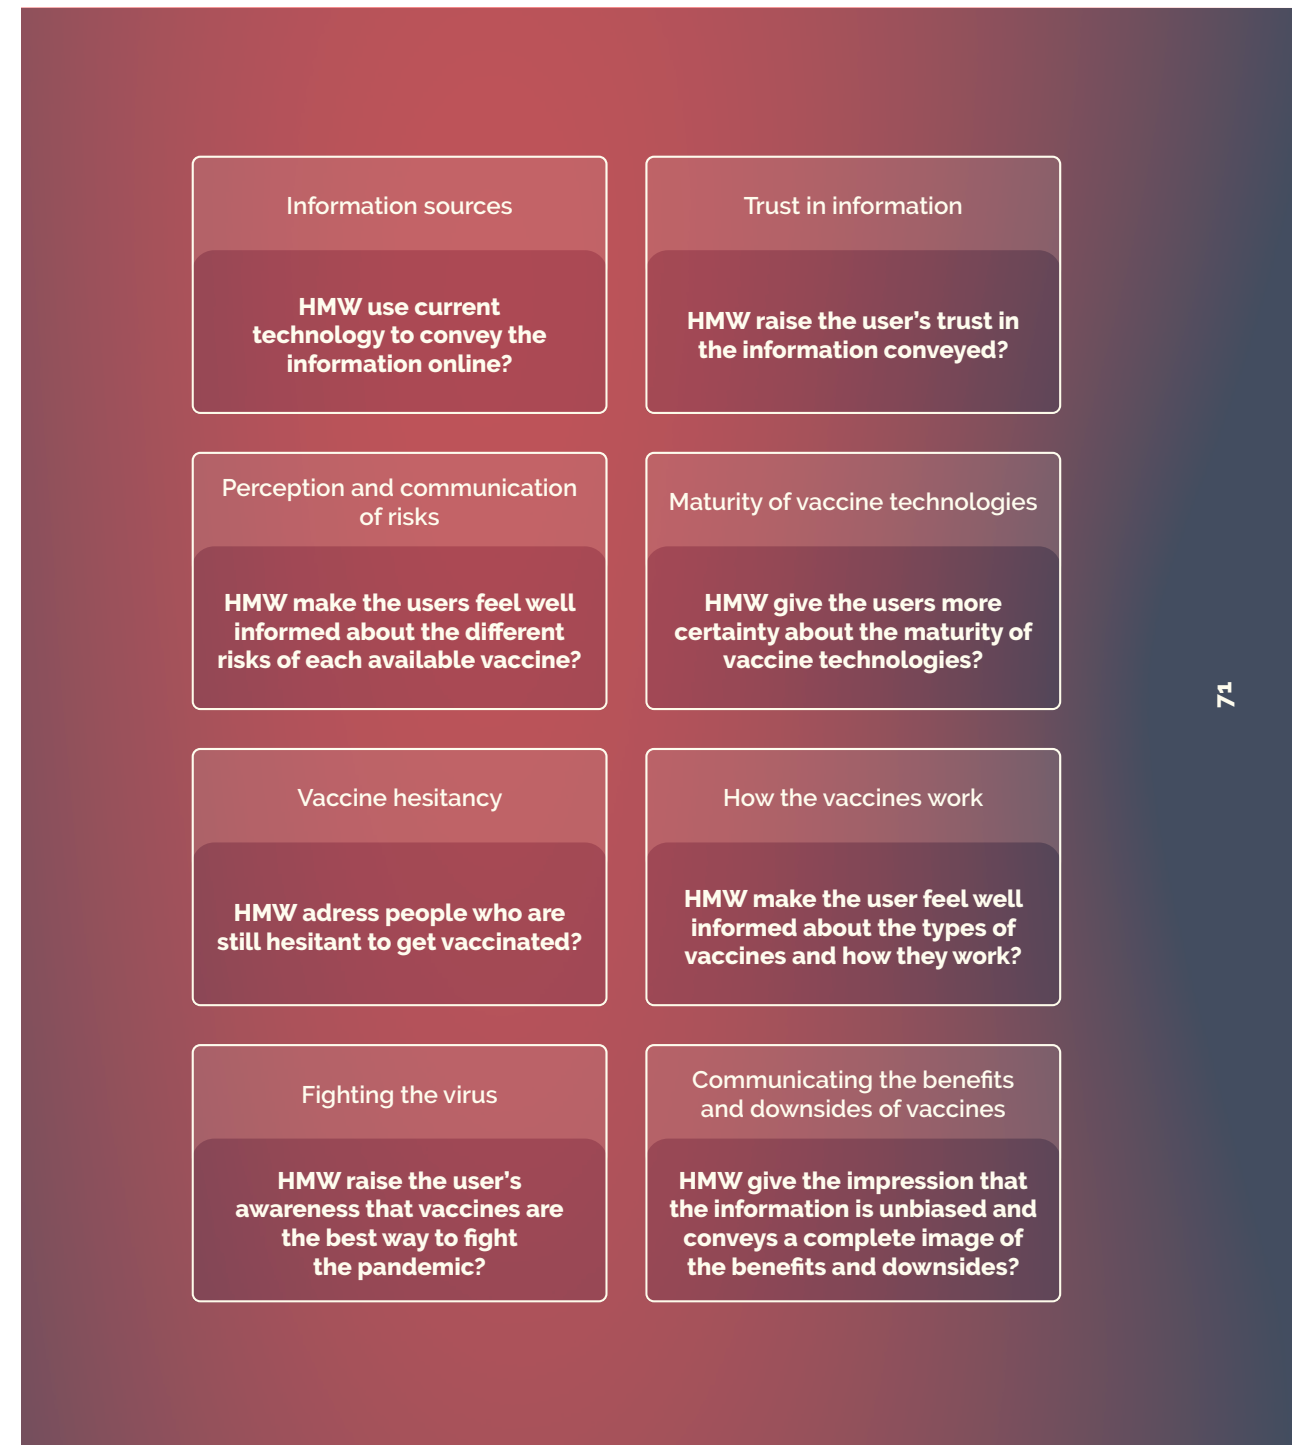 Information sources
HMW use current
technology to convey the
information online?
Trust in information
HMW raise the user's trust in
the information conveyed?
Perception and communication
of risks
HMW make the users feel well
informed about the different
risks of each available vaccine?
Maturity of vaccine technologies
HMW give the users more
certainty about the maturity of
vaccine technologies?
Vaccine hesitancy
HMW adress people who are
still hesitant to get vaccinated?
How the vaccines work
HMW make the user feel well
informed about the types of
vaccines and how they work?
Fighting the virus
HMW raise the user's
awareness that vaccines are
the best way to fight
the pandemic?
Communicating the benefits
and downsides of vaccines
HMW give the impression that
the information is unbiased and
conveys a complete image of
the benefits and downsides?
71